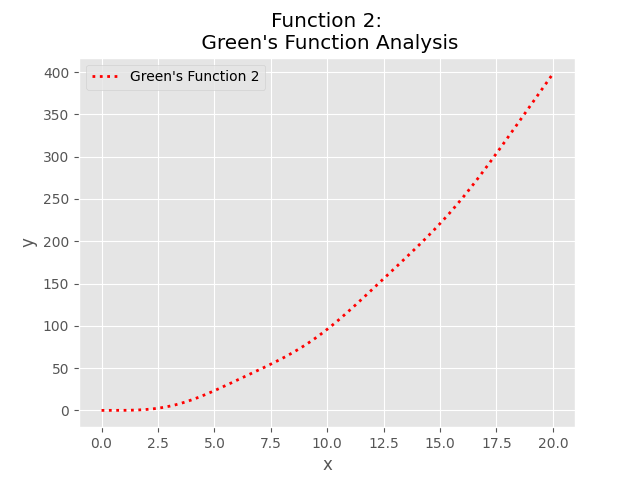 Function 2:
Green's Function Analysis
Green's Function 2
y
400
350
300
250
200
150
100
50
0
0.0 2.5 5.0 7.5 10.0 12.5 15.0 17.5 20.0
x